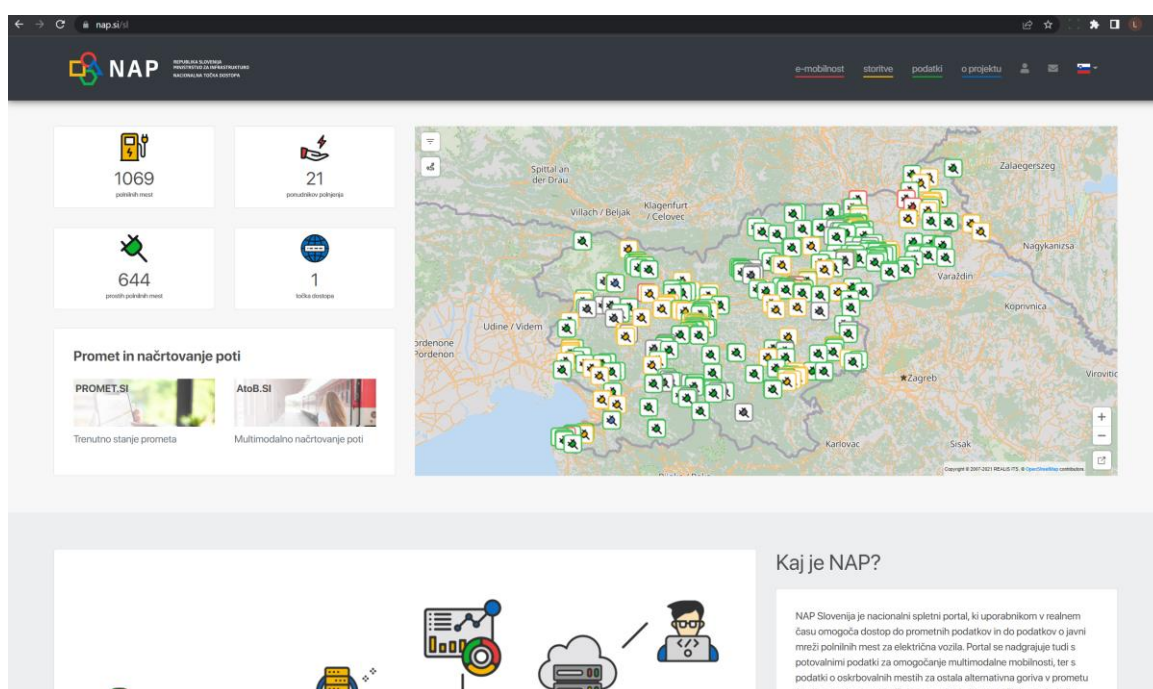 nap.si/sl
NAP
REPUBLIKA SLOVENIJA
MINISTRSTVO ZA INFRASTRUKTURO
NACIONALNA TOČKA DOSTOPA
e-mobilnost storitve podatki o projektu
1069
polnilnih mest
21
ponudnikov polnjenja
644
prostih polnilnih mest
1
točka dostopa
Promet in načrtovanje poti
PROMET.SI
AtoB.SI
Trenutno stanje prometa
Multimodalno načrtovanje poti
Spittal an
der Drau
Zalaegerszeg
Klagenfurt
/ Celovec
Villach / Beljak
Nagykanizsa
Varaždin
Koprivnica
Udine / Videm
ordenone
Pordenon
Zagreb
Virovitic
Karlovac
Sisak
+
−
Copyright © 2007-2021 REALIS ITS, © OpenStreetMap contributors
Kaj je NAP?
NAP Slovenija je nacionalni spletni portal, ki uporabnikom v realnem
času omogoča dostop do prometnih podatkov in do podatkov o javni
mreži polnilnih mest za električna vozila. Portal se nadgrajuje tudi s
potovalnimi podatki za omogočanje multimodalne mobilnosti, ter s
podatki o oskrbovalnih mestih za ostala alternativna goriva v prometu